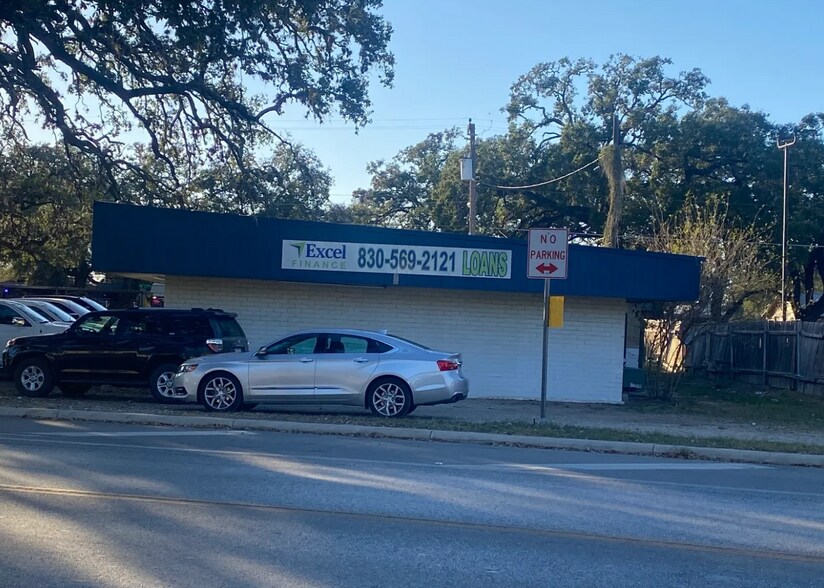 Excel
FINANCE
830-569-2121 LOANS
NO
PARKING